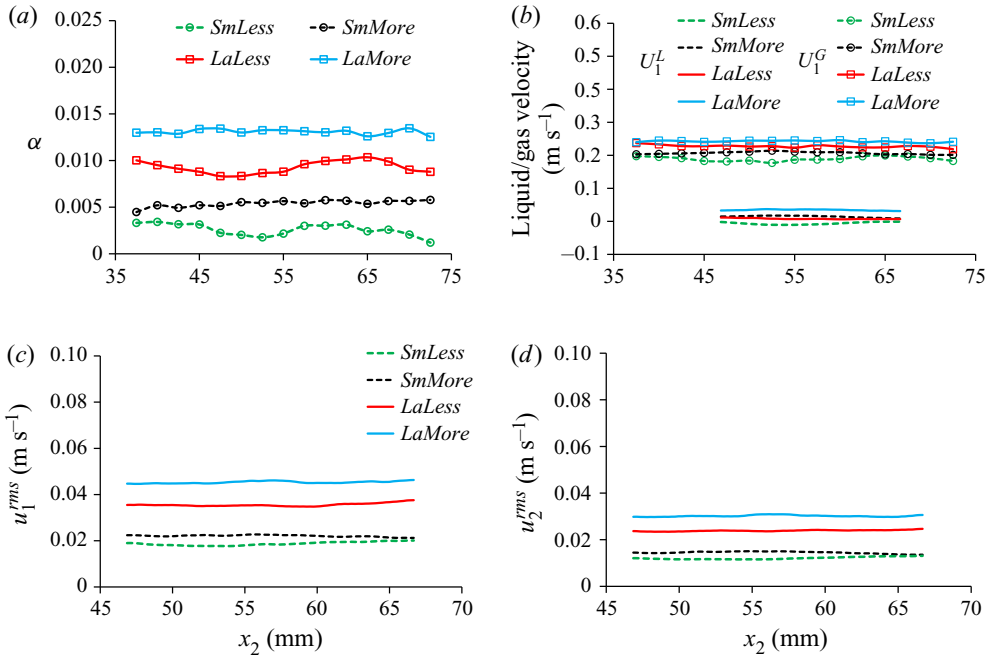 (a)
SmLess SmMore
LaLess LaMore
0.025
0.020
0.015
0.010
0.005
0
α
35 45 55 65 75
(b)
0.6
0.5
0.5
0.3
0.2
0.1
0
–0.1
Liquid/gas velocity
(m s⁻¹)
U₁ᴸ
SmLess
SmMore
LaLess
LaMore
U₁ᴳ
SmLess
SmMore
LaLess
LaMore
35 45 55 65 75
(c)
SmLess
SmMore
LaLess
LaMore
0.10
0.08
0.06
0.04
0.02
0
u₁ʳᵐˢ (m s⁻¹)
45 50 55 60 65 70
x₂ (mm)
(d)
0.10
0.08
0.06
0.04
0.02
0
u₂ʳᵐˢ (m s⁻¹)
45 50 55 60 65 70
x₂ (mm)